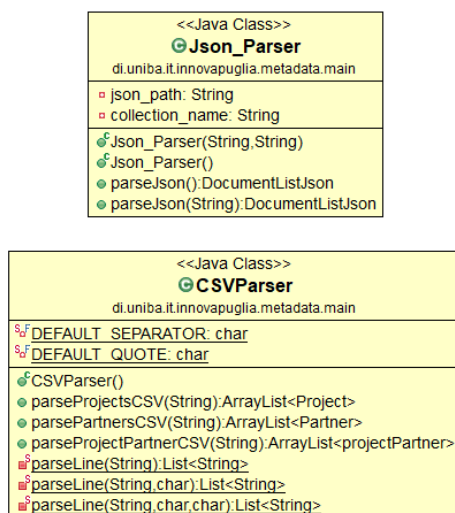 <<Java Class>>
Json_Parser
di.uniba.it.innovapuglia.metadata.main
json_path: String
collection_name: String
Json_Parser(String,String)
Json_Parser()
parseJson():DocumentListJson
parseJson(String):DocumentListJson
<<Java Class>>
CSVParser
di.uniba.it.innovapuglia.metadata.main
DEFAULT_SEPARATOR: char
DEFAULT_QUOTE: char
CSVParser()
parseProjectsCSV(String):ArrayList<Project>
parsePartnersCSV(String):ArrayList<Partner>
parseProjectPartnerCSV(String):ArrayList<projectPartner>
parseLine(String):List<String>
parseLine(String,char):List<String>
parseLine(String,char,char):List<String>